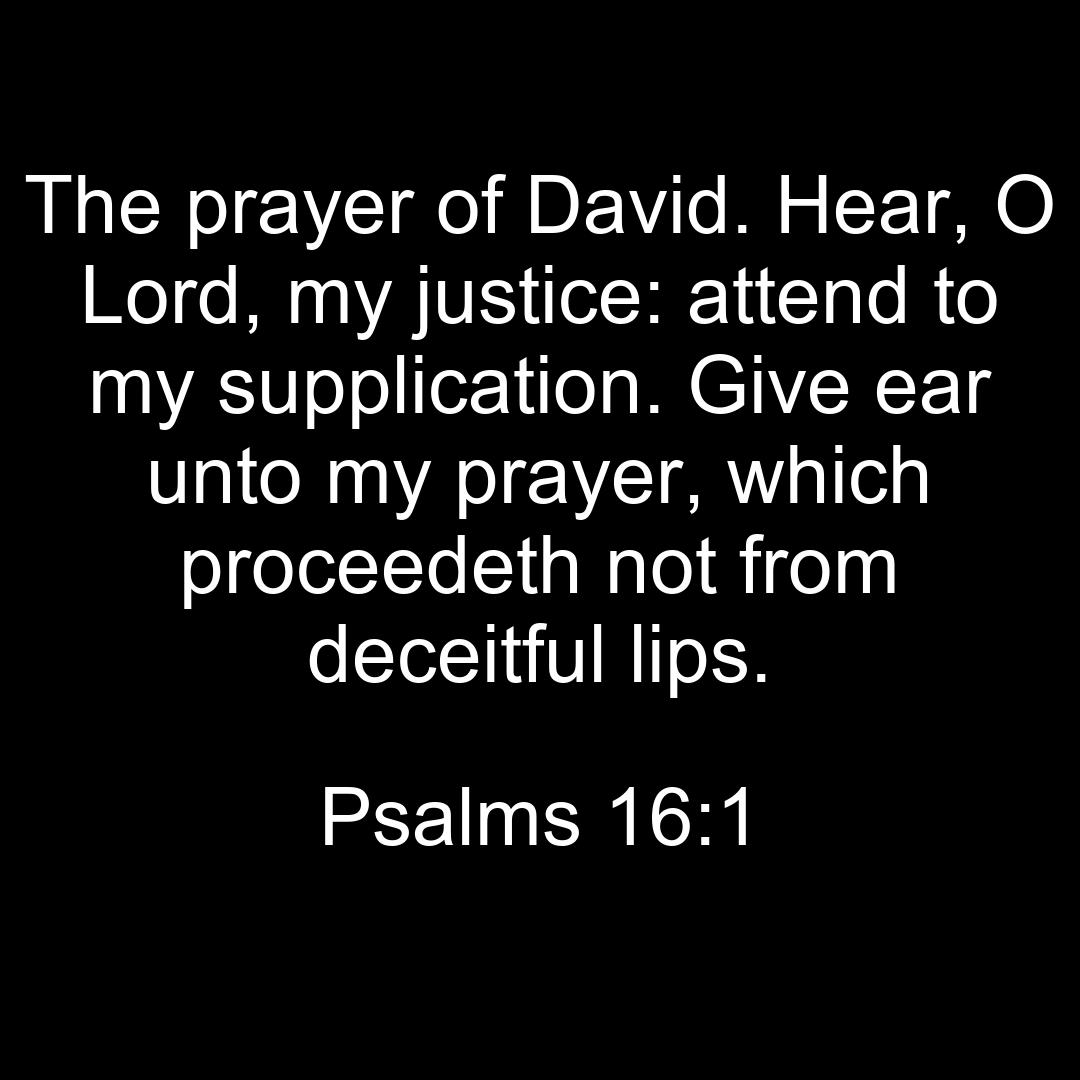 The prayer of David. Hear, O
Lord, my justice: attend to
my supplication. Give ear
unto my prayer, which
proceedeth not from
deceitful lips.
Psalms 16:1